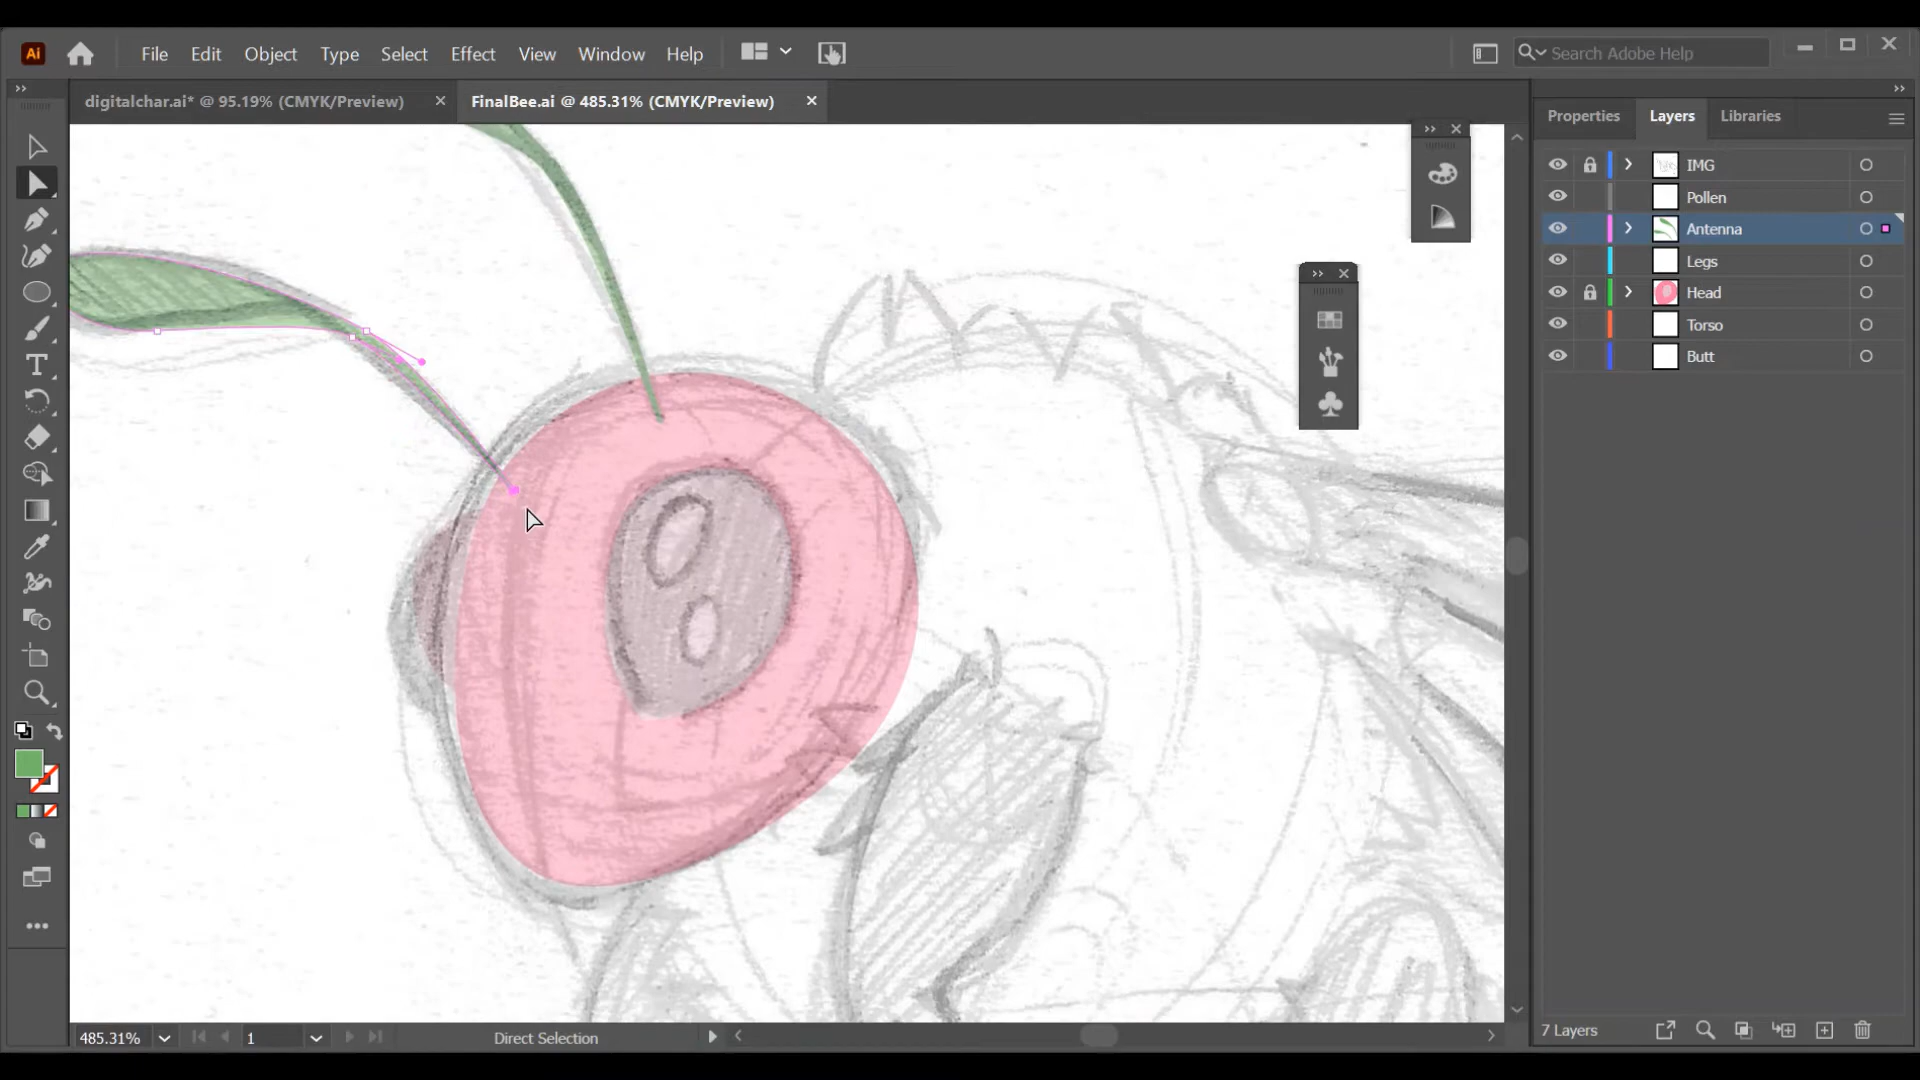 Ai File Edit Object Type Select Effect View Window Help Search Adobe Help
digitalchar.ai* @ 95.19% (CMYK/Preview) FinalBee.ai @ 485.31% (CMYK/Preview)
Properties Layers Libraries
IMG
Pollen
Antenna
Legs
Head
Torso
Butt
485.31% 1 Direct Selection
7 Layers